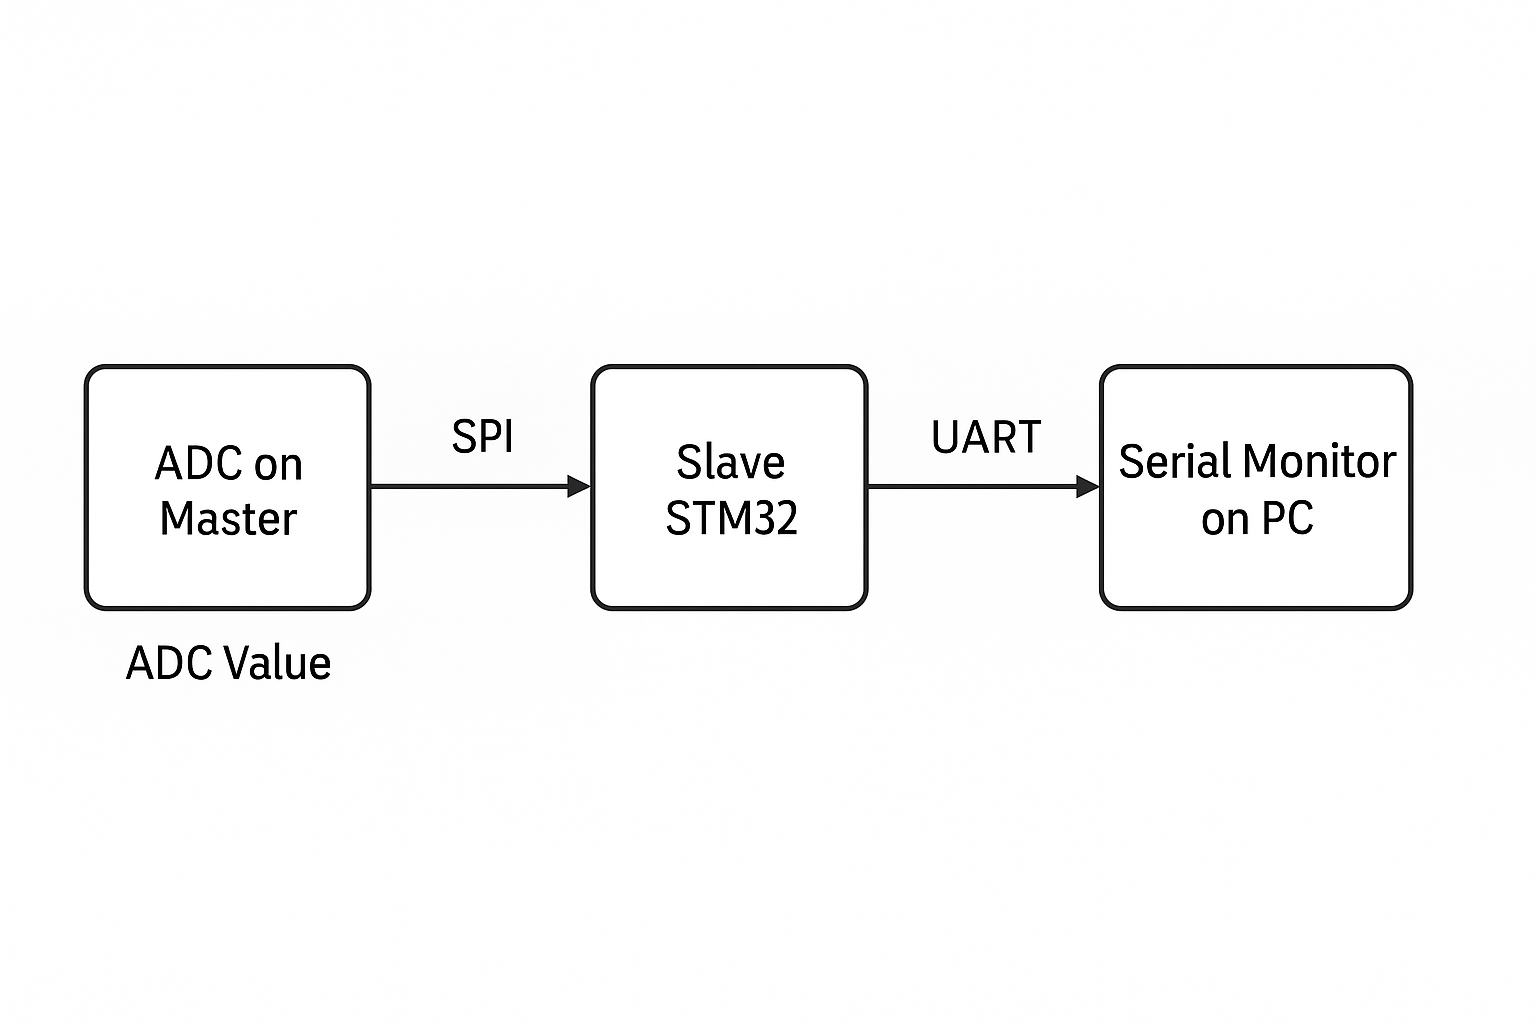 ADC on
Master
ADC Value
SPI
Slave
STM32
UART
Serial Monitor
on PC